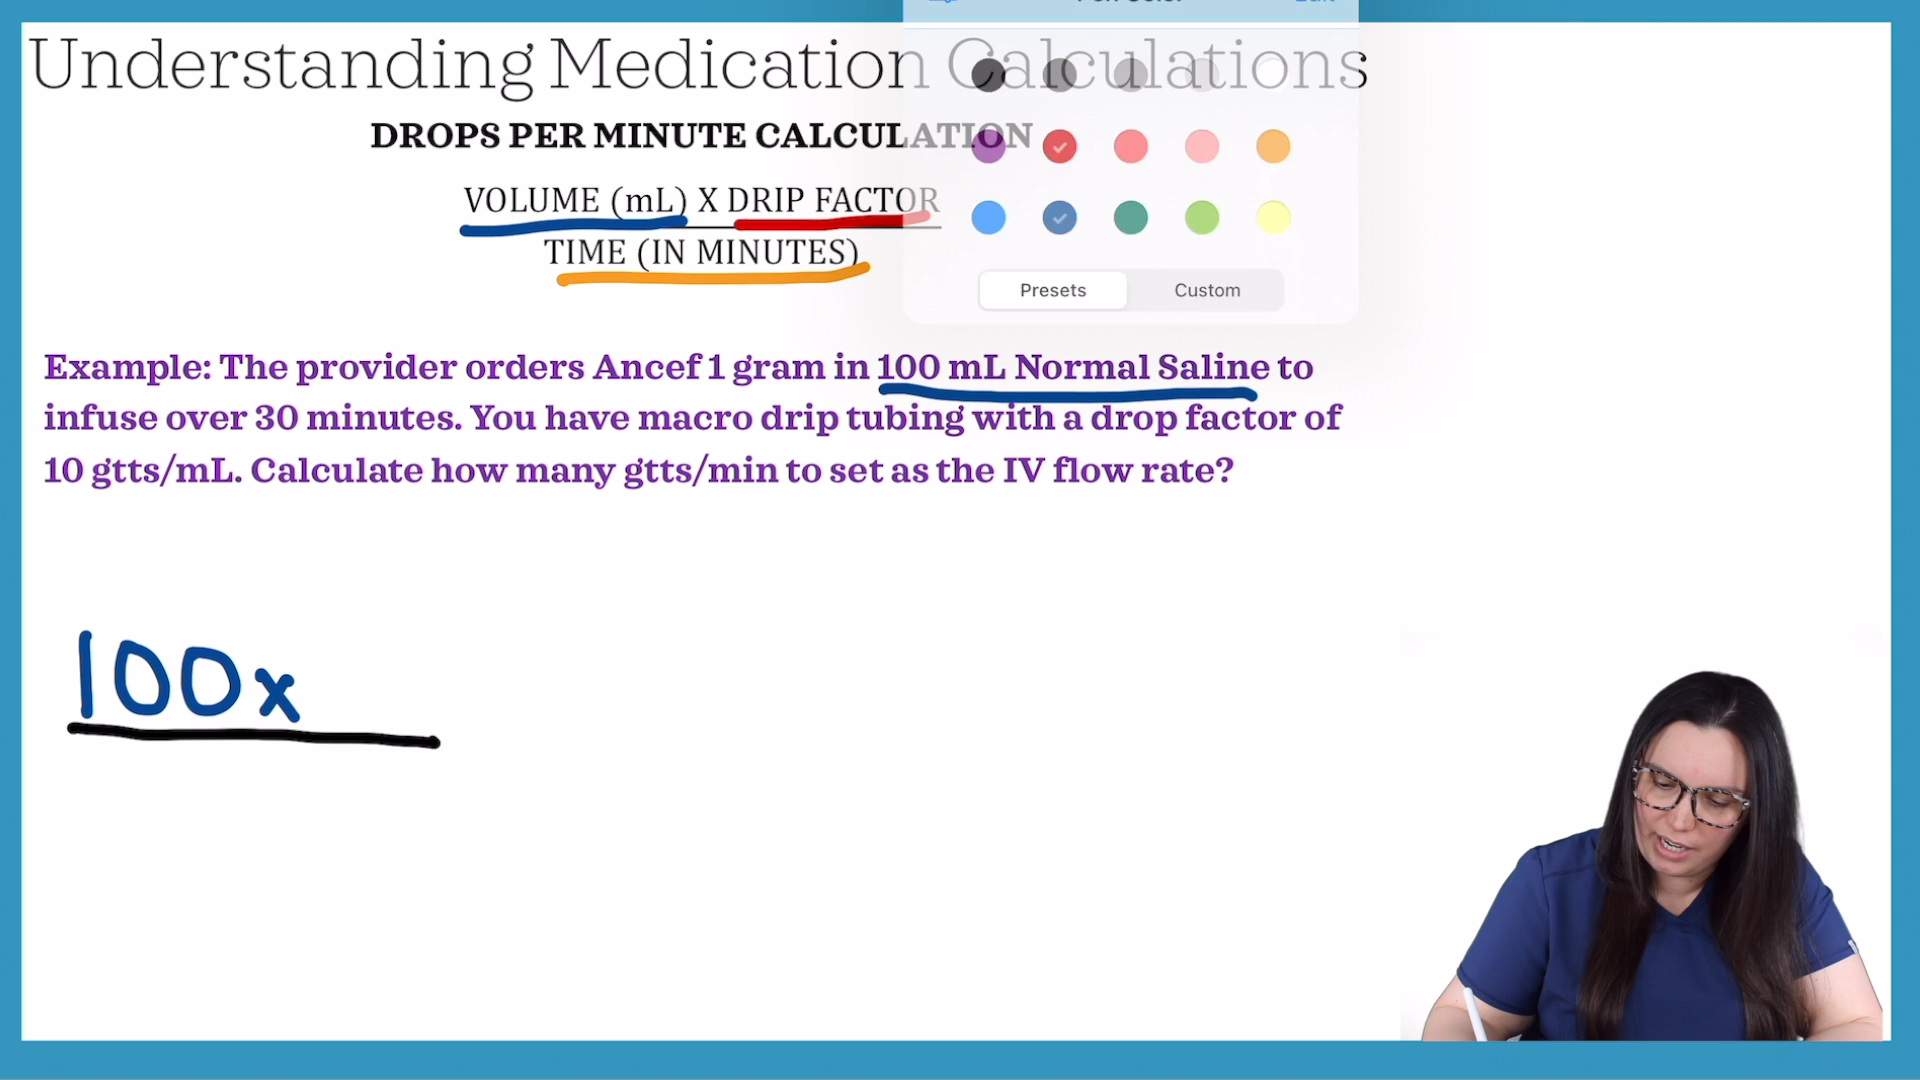 Understanding Medication Calculations
DROPS PER MINUTE CALCULATION
VOLUME (mL) X DRIP FACTOR
TIME (IN MINUTES)
Presets
Custom
Example: The provider orders Ancef 1 gram in 100 mL Normal Saline to
infuse over 30 minutes. You have macro drip tubing with a drop factor of
10 gtts/mL. Calculate how many gtts/min to set as the IV flow rate?
100x